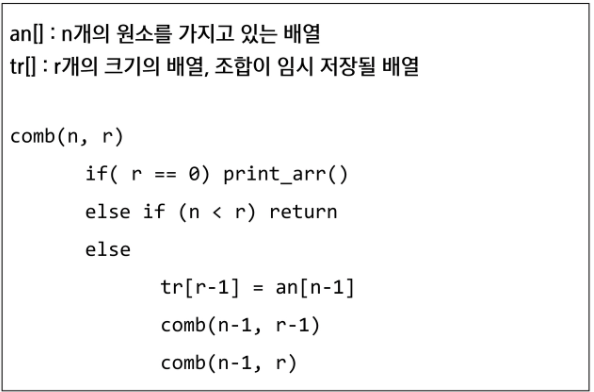 an[] : n개의 원소를 가지고 있는 배열
tr[] : r개의 크기의 배열, 조합이 임시 저장될 배열
comb(n, r)
if( r == 0) print_arr()
else if (n < r) return
else
tr[r-1] = an[n-1]
comb(n-1, r-1)
comb(n-1, r)